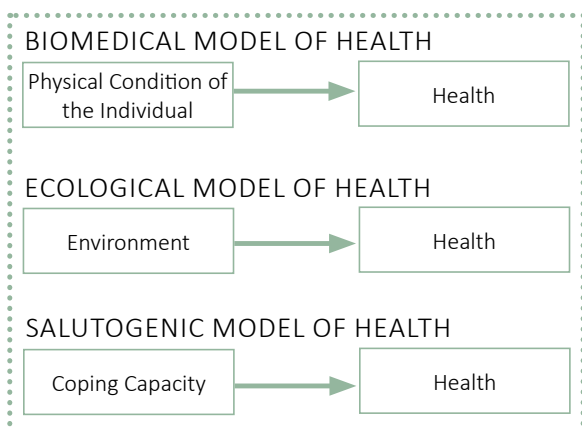 BIOMEDICAL MODEL OF HEALTH
Physical Condition of
the Individual
Health
ECOLOGICAL MODEL OF HEALTH
Environment
Health
SALUTOGENIC MODEL OF HEALTH
Coping Capacity
Health